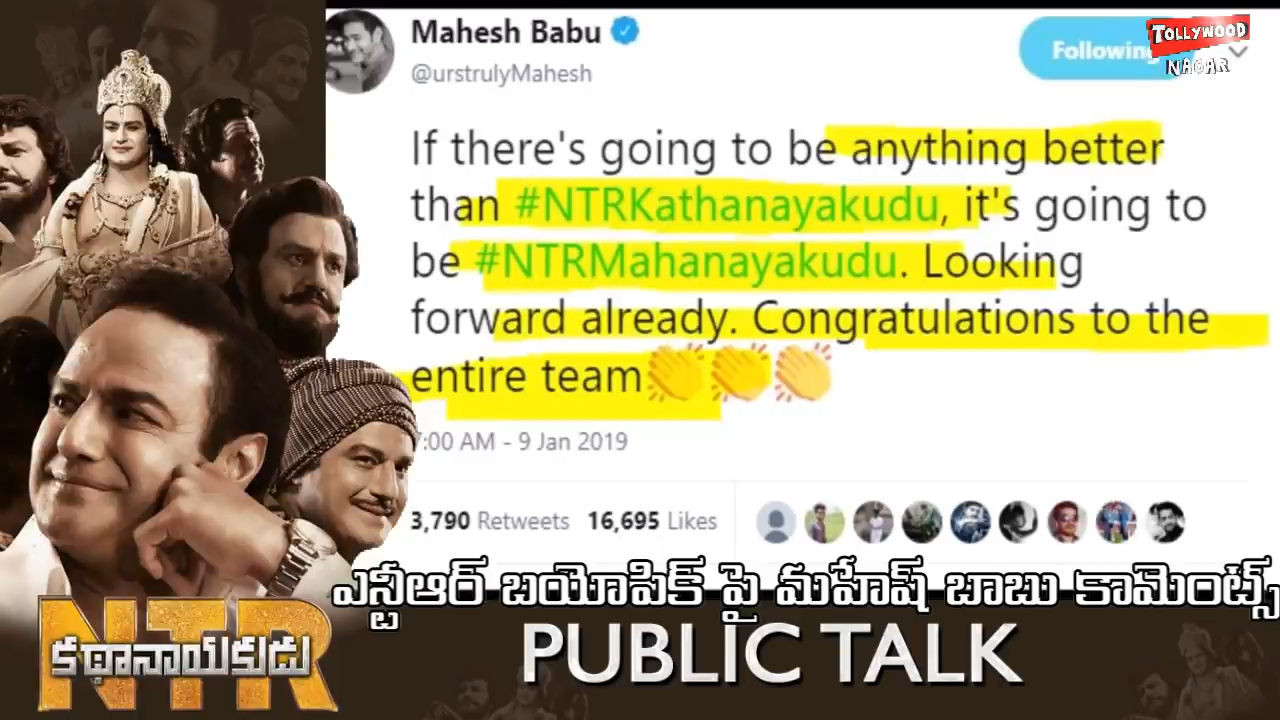 Mahesh Babu
@urstrulyMahesh
Following
TOLLYWOOD
NAGAR
If there's going to be anything better
than #NTRKathanayakudu, it's going to
be #NTRMahanayakudu. Looking
forward already. Congratulations to the
entire team👏👏👏
7:00 AM - 9 Jan 2019
3,790 Retweets 16,695 Likes
ఎన్టీఆర్ బయోపిక్ పై మహేష్ బాబు కామెంట్స్
PUBLIC TALK
NTR
కథానాయకుడు